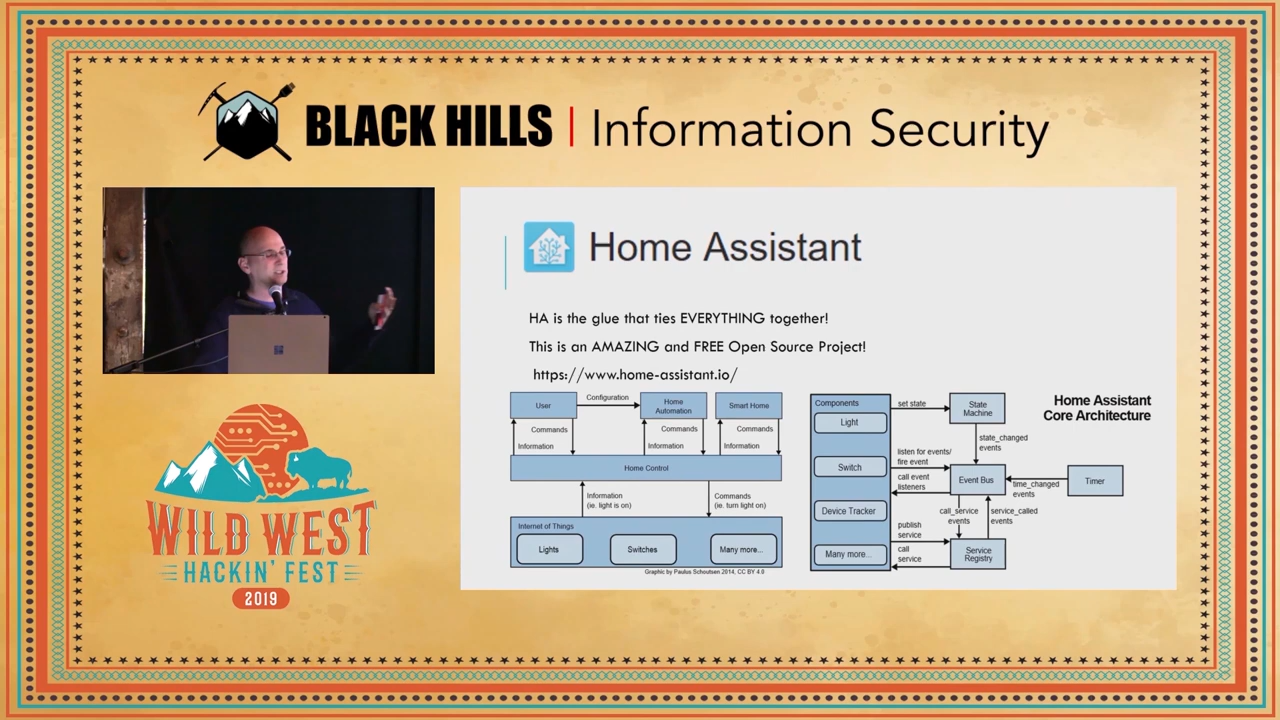 BLACK HILLS | Information Security
Home Assistant
HA is the glue that ties EVERYTHING together!
This is an AMAZING and FREE Open Source Project!
https://www.home-assistant.io/
User
Configuration
Home
Automation
Smart Home
Commands
Information
Commands
Information
Commands
Information
Home Control
Information
(ie. light is on)
Commands
(ie. turn light on)
Internet of Things
Lights
Switches
Many more...
Graphic by Paulus Schoutsen 2014, CC BY 4.0
Home Assistant
Core Architecture
Components
Light
Switch
Device Tracker
Many more...
set state
State
Machine
state_changed
events
listen for events/
fire event
call event
listeners
Event Bus
time_changed
events
Timer
call_service
events
service_called
events
publish
service
call
service
Service
Registry
WILD WEST
HACKIN' FEST
2019